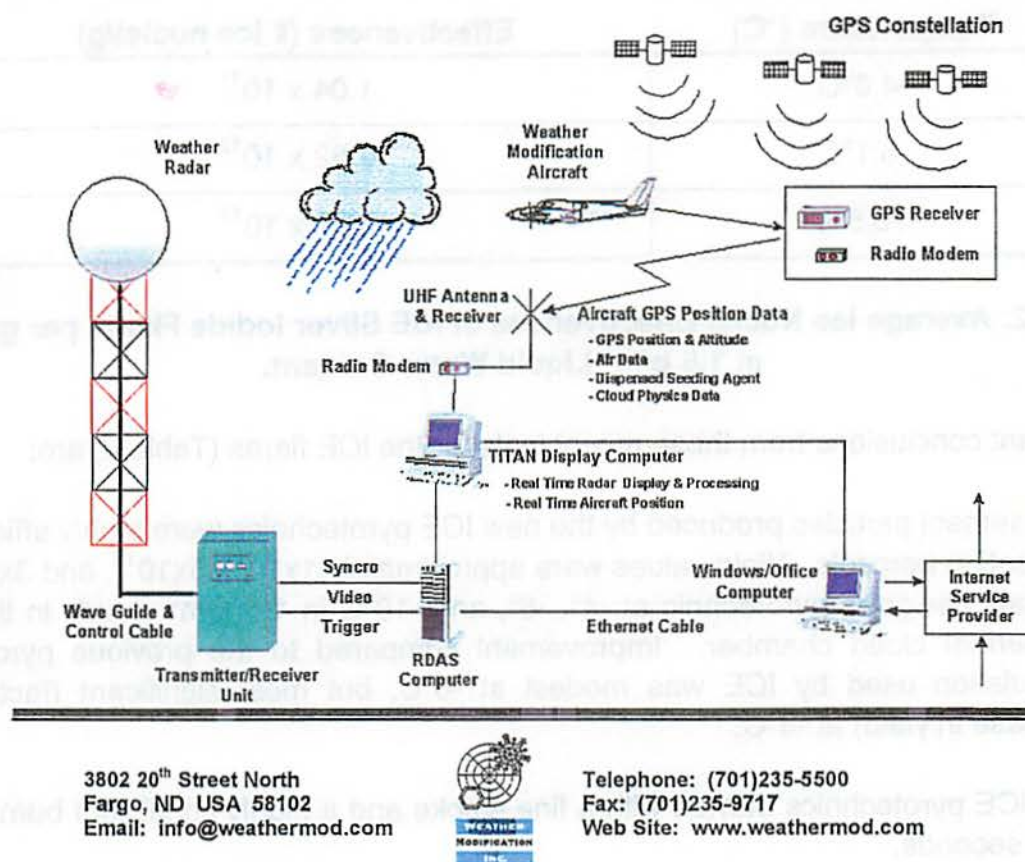 GPS Constellation
Weather
Radar
Weather
Modification
Aircraft
GPS Receiver
Radio Modem
UHF Antenna
& Receiver
Aircraft GPS Position Data
- GPS Position & Altitude
- Air Data
- Dispensed Seeding Agent
- Cloud Physics Data
Radio Modem
TITAN Display Computer
- Real Time Radar Display & Processing
- Real Time Aircraft Position
Wave Guide &
Control Cable
Syncro
Video
Trigger
Transmitter/Receiver
Unit
RDAS
Computer
Ethernet Cable
Windows/Office
Computer
Internet
Service
Provider
3802 20th Street North
Fargo, ND USA 58102
Email: info@weathermod.com
WEATHER
MODIFICATION
INC.
Telephone: (701)235-5500
Fax: (701)235-9717
Web Site: www.weathermod.com